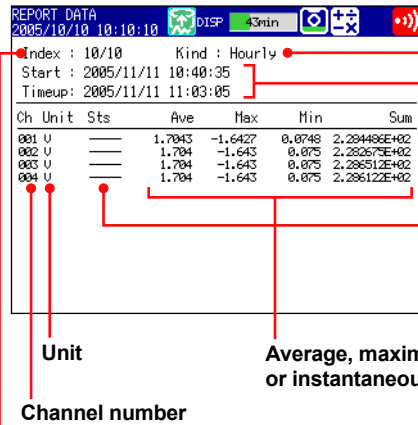 REPORT DATA
2005/10/10 10:10:10 DISP 43min
Index : 10/10 Kind : Hourly
Start : 2005/11/11 10:40:35
Timeup: 2005/11/11 11:03:05
Ch Unit Sts Ave Max Min Sum
001 V 1.7043 -1.6427 0.0748 2.284486E+02
002 V 1.704 -1.643 0.075 2.282675E+02
003 V 1.704 -1.643 0.075 2.286512E+02
004 V 1.704 -1.643 0.075 2.286122E+02
Unit
Average, maxim
or instantaneou
Channel number